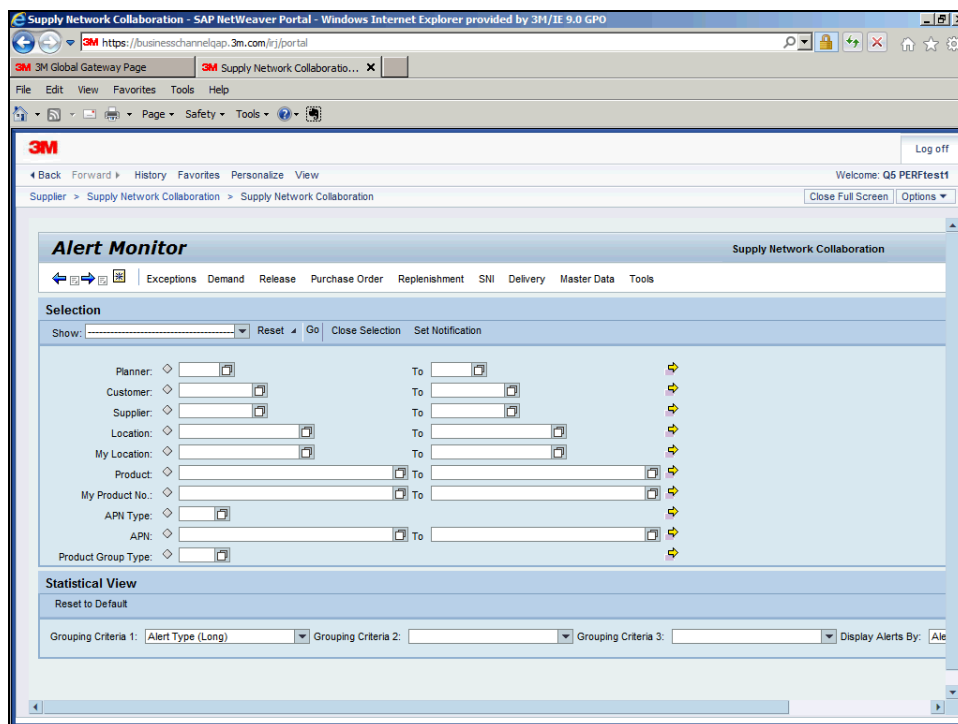 Supply Network Collaboration - SAP NetWeaver Portal - Windows Internet Explorer provided by 3M/IE 9.0 GPO
3M https://businesschannelqap.3m.com/irj/portal
3M 3M Global Gateway Page 3M Supply Network Collaboratio... X
File Edit View Favorites Tools Help
Page Safety Tools
3M Log off
Back Forward History Favorites Personalize View Welcome: Q5 PERFtest1
Supplier > Supply Network Collaboration > Supply Network Collaboration Close Full Screen Options
Alert Monitor Supply Network Collaboration
Exceptions Demand Release Purchase Order Replenishment SNI Delivery Master Data Tools
Selection
Show: Reset Go Close Selection Set Notification
Planner: To
Customer: To
Supplier: To
Location: To
My Location: To
Product: To
My Product No.: To
APN Type:
APN: To
Product Group Type:
Statistical View
Reset to Default
Grouping Criteria 1: Alert Type (Long) Grouping Criteria 2: Grouping Criteria 3: Display Alerts By: Ale